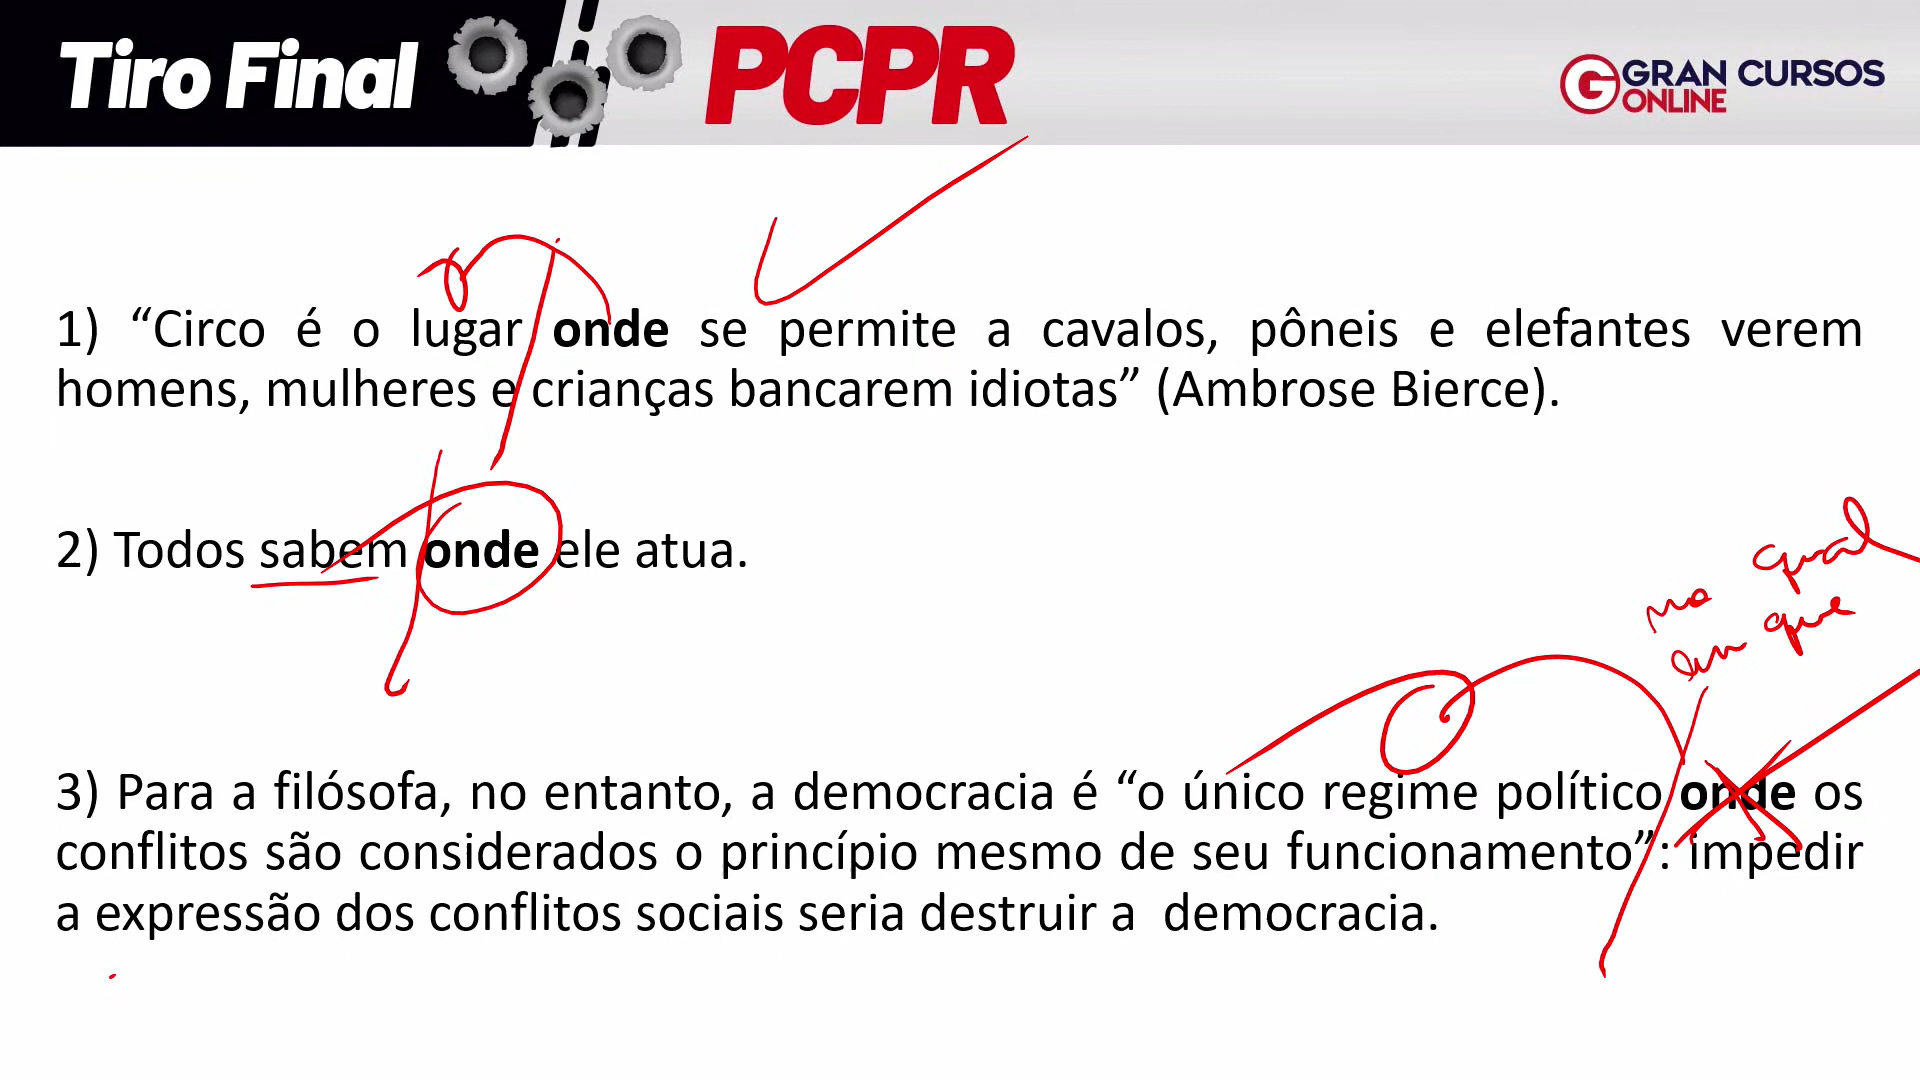 Tiro Final PCPR
GRAN CURSOS
ONLINE
1) “Circo é o lugar onde se permite a cavalos, pôneis e elefantes verem
homens, mulheres e crianças bancarem idiotas” (Ambrose Bierce).
2) Todos sabem onde ele atua.
no qual
em que
3) Para a filósofa, no entanto, a democracia é “o único regime político onde os
conflitos são considerados o princípio mesmo de seu funcionamento”: impedir
a expressão dos conflitos sociais seria destruir a  democracia.